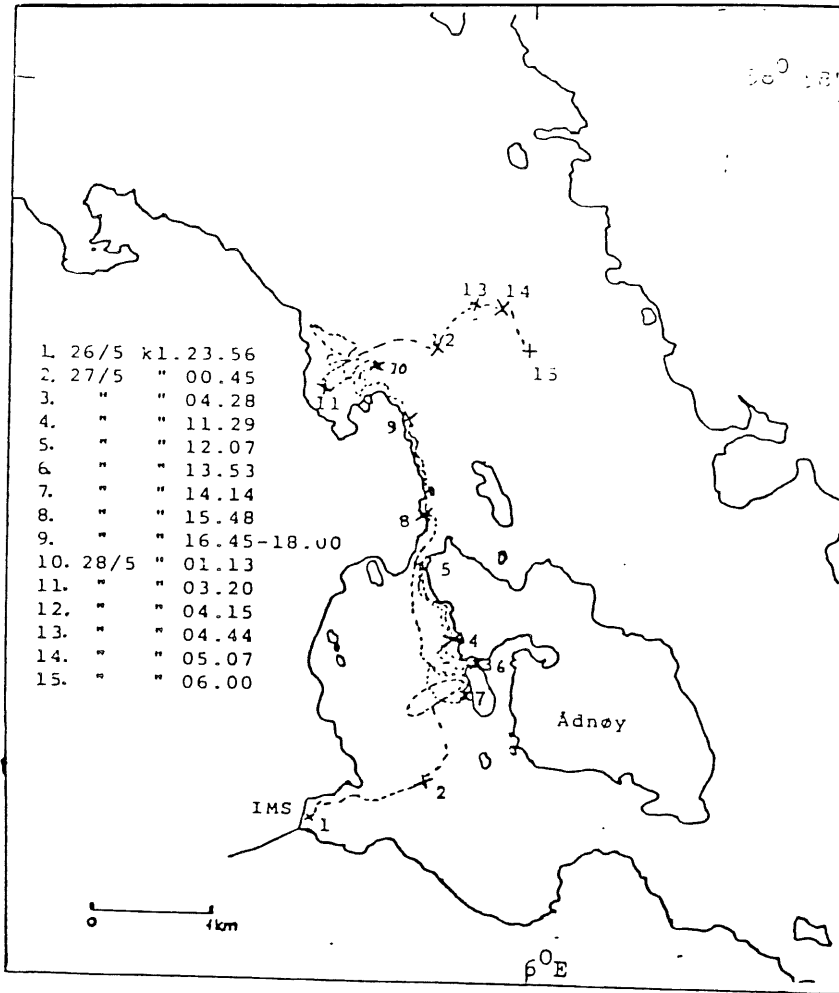 13 14
12
15
10
11
9
8
5
4
6
7
2
1
1. 26/5 kl.23.56
2. 27/5 " 00.45
3. " " 04.28
4. " " 11.29
5. " " 12.07
6. " " 13.53
7. " " 14.14
8. " " 15.48
9. " " 16.45-18.00
10. 28/5 " 01.13
11. " " 03.20
12. " " 04.15
13. " " 04.44
14. " " 05.07
15. " " 06.00
Ådnøy
IMS
0 1km
6⁰E